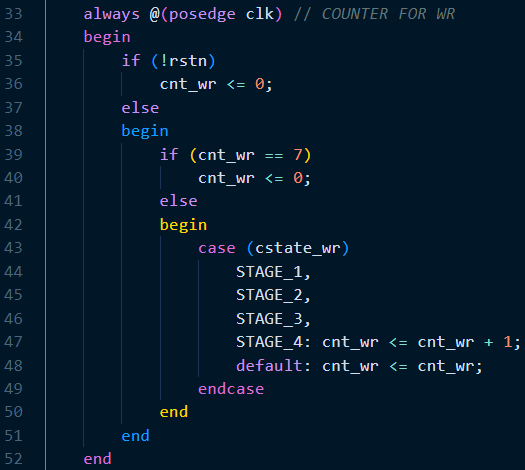 33 always @(posedge clk) // COUNTER FOR WR
34 begin
35 if (!rstn)
36 cnt_wr <= 0;
37 else
38 begin
39 if (cnt_wr == 7)
40 cnt_wr <= 0;
41 else
42 begin
43 case (cstate_wr)
44 STAGE_1,
45 STAGE_2,
46 STAGE_3,
47 STAGE_4: cnt_wr <= cnt_wr + 1;
48 default: cnt_wr <= cnt_wr;
49 endcase
50 end
51 end
52 end